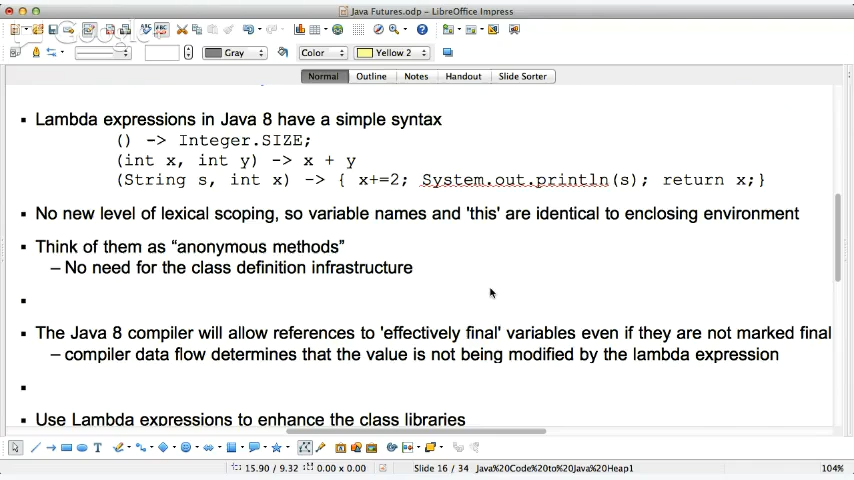 Java Futures.odp - LibreOffice Impress
Gray
Color
Yellow 2
Normal Outline Notes Handout Slide Sorter
▪ Lambda expressions in Java 8 have a simple syntax
() -> Integer.SIZE;
(int x, int y) -> x + y
(String s, int x) -> { x+=2; System.out.println(s); return x;}
▪ No new level of lexical scoping, so variable names and 'this' are identical to enclosing environment
▪ Think of them as “anonymous methods”
– No need for the class definition infrastructure
▪
▪ The Java 8 compiler will allow references to 'effectively final' variables even if they are not marked final
– compiler data flow determines that the value is not being modified by the lambda expression
▪
▪ Use Lambda expressions to enhance the class libraries
15.90 / 9.32 0.00 x 0.00 Slide 16 / 34 Java%20Code%20to%20Java%20Heap1 104%